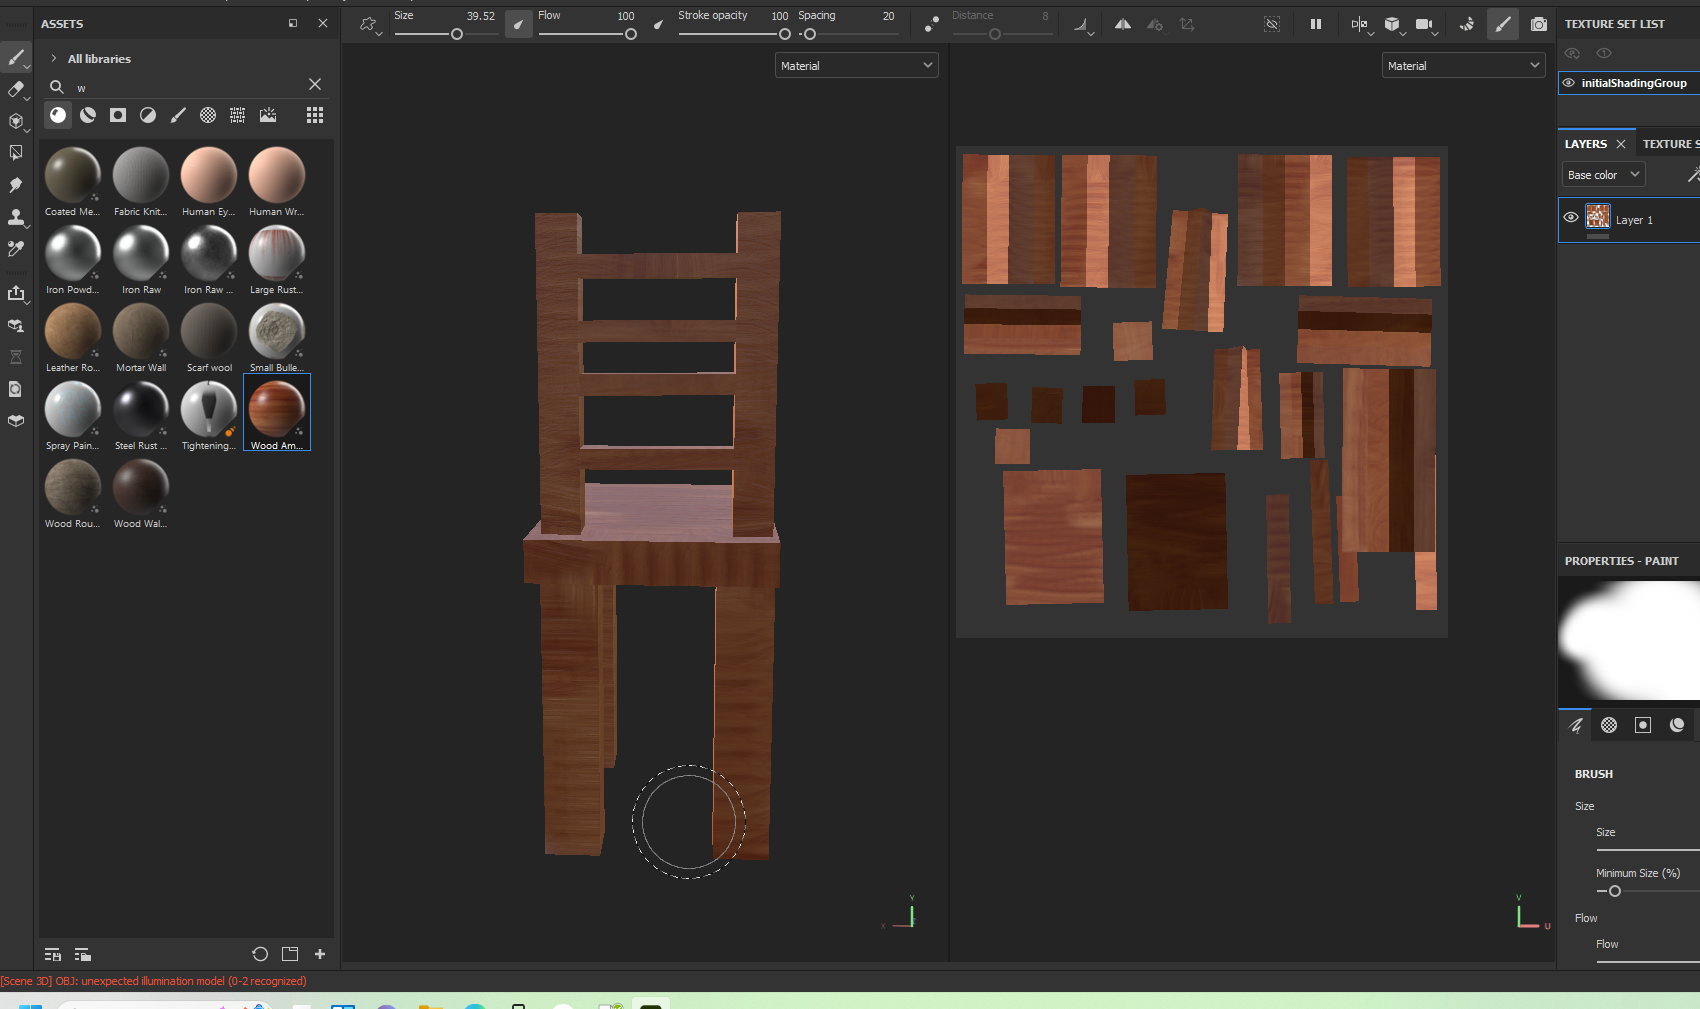 ASSETS
Size 39.52
Flow 100
Stroke opacity 100
Spacing 20
Distance 8
TEXTURE SET LIST
All libraries
w
Material
Material
initialShadingGroup
LAYERS
TEXTURE S
Base color
Layer 1
Coated Me... Fabric Knit... Human Ey... Human Wr...
Iron Powd... Iron Raw Iron Raw ... Large Rust...
Leather Ro... Mortar Wall Scarf wool Small Bulle...
Spray Pain... Steel Rust ... Tightening... Wood Am...
Wood Rou... Wood Wal...
PROPERTIES - PAINT
BRUSH
Size
Size
Minimum Size (%)
Flow
Flow
Y
X
V
U
[Scene 3D] OBJ: unexpected illumination model (0-2 recognized)